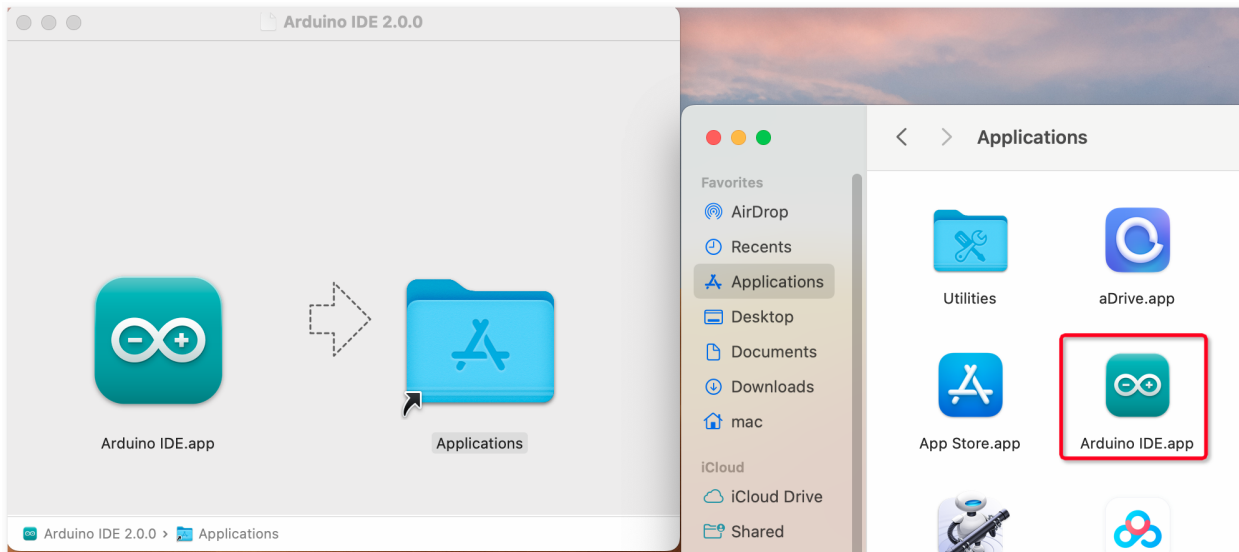 Arduino IDE 2.0.0
Arduino IDE.app
Applications
Arduino IDE 2.0.0 › Applications
Applications
Favorites
AirDrop
Recents
Applications
Desktop
Documents
Downloads
mac
iCloud
iCloud Drive
Shared
Utilities
aDrive.app
App Store.app
Arduino IDE.app